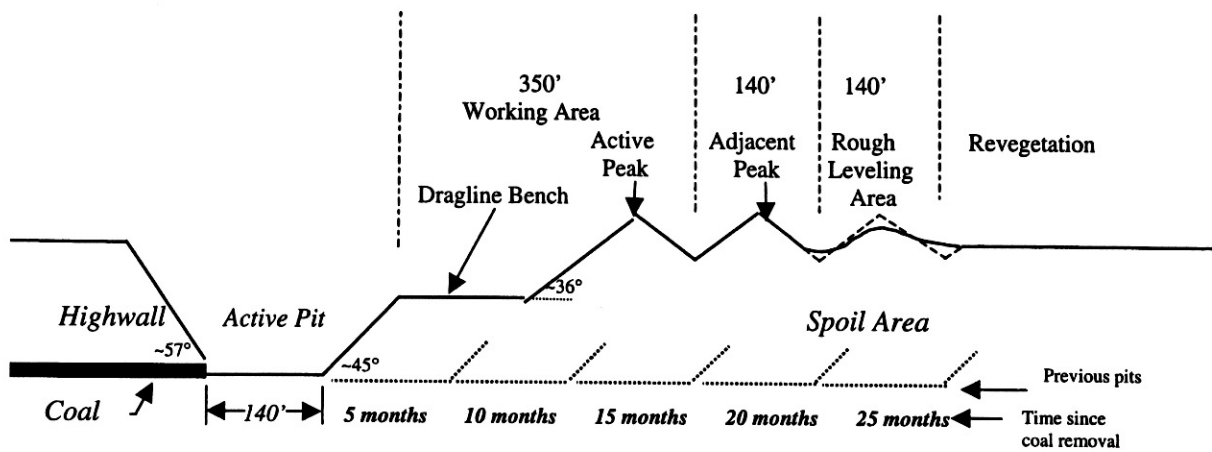 350’
Working Area
140’
140’
Active
Peak
Adjacent
Peak
Rough
Leveling
Area
Revegetation
Dragline Bench
~36°
Highwall
Active Pit
Spoil Area
~57°
~45°
Coal
140’
5 months
10 months
15 months
20 months
25 months
Previous pits
Time since
coal removal